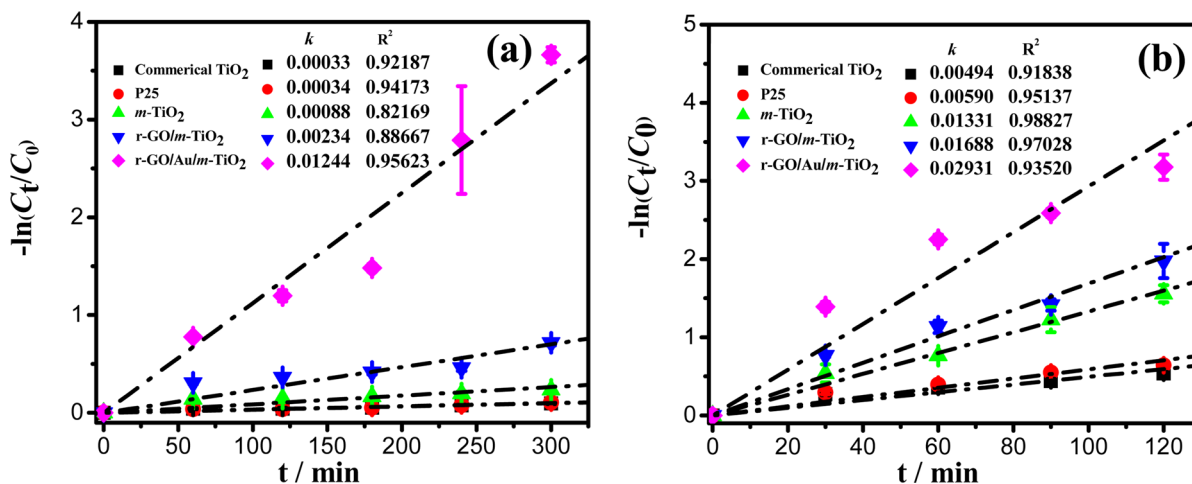 (a)
k R²
Commerical TiO₂ 0.00033 0.92187
P25 0.00034 0.94173
m-TiO₂ 0.00088 0.82169
r-GO/m-TiO₂ 0.00234 0.88667
r-GO/Au/m-TiO₂ 0.01244 0.95623
-4
3
2
1
0
-ln(Cₜ/C₀)
0 50 100 150 200 250 300
t / min
(b)
k R²
Commerical TiO₂ 0.00494 0.91838
P25 0.00590 0.95137
m-TiO₂ 0.01331 0.98827
r-GO/m-TiO₂ 0.01688 0.97028
r-GO/Au/m-TiO₂ 0.02931 0.93520
5
4
3
2
1
0
-ln(Cₜ/C₀)
0 20 40 60 80 100 120
t / min